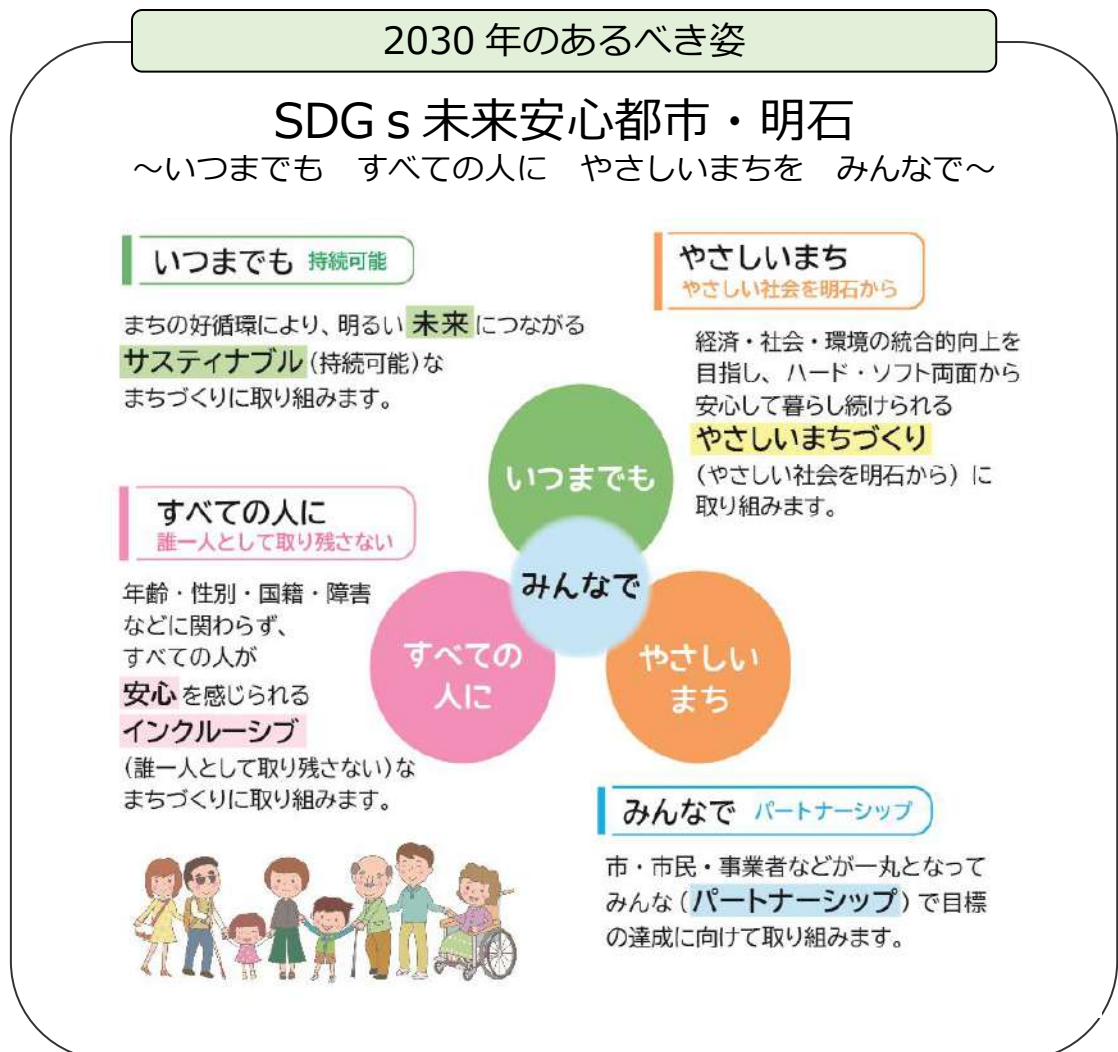 2030 年のあるべき姿
SDGｓ未来安心都市・明石
～いつまでも　すべての人に　やさしいまちを　みんなで～
いつまでも 持続可能
まちの好循環により、明るい 未来 につながる
サスティナブル (持続可能)な
まちづくりに取り組みます。
やさしいまち
やさしい社会を明石から
経済・社会・環境の統合的向上を
目指し、ハード・ソフト両面から
安心して暮らし続けられる
やさしいまちづくり
(やさしい社会を明石から) に
取り組みます。
すべての人に
誰一人として取り残さない
年齢・性別・国籍・障害
などに関わらず、
すべての人が
安心 を感じられる
インクルーシブ
(誰一人として取り残さない)な
まちづくりに取り組みます。
いつまでも
みんなで
すべての
人に
やさしい
まち
みんなで パートナーシップ
市・市民・事業者などが一丸となって
みんな (パートナーシップ) で目標
の達成に向けて取り組みます。